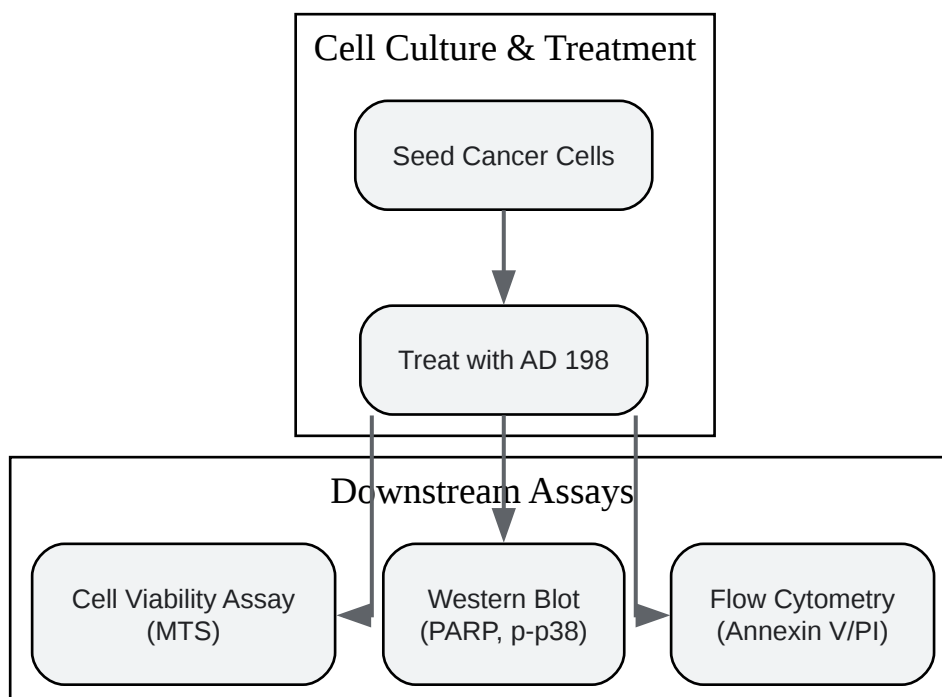 Cell Culture & Treatment
Seed Cancer Cells
Treat with AD 198
Downstream Assays
Cell Viability Assay
(MTS)
Western Blot
(PARP, p-p38)
Flow Cytometry
(Annexin V/PI)